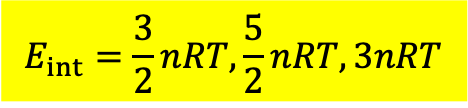 E_int = 3/2 nRT, 5/2 nRT, 3nRT